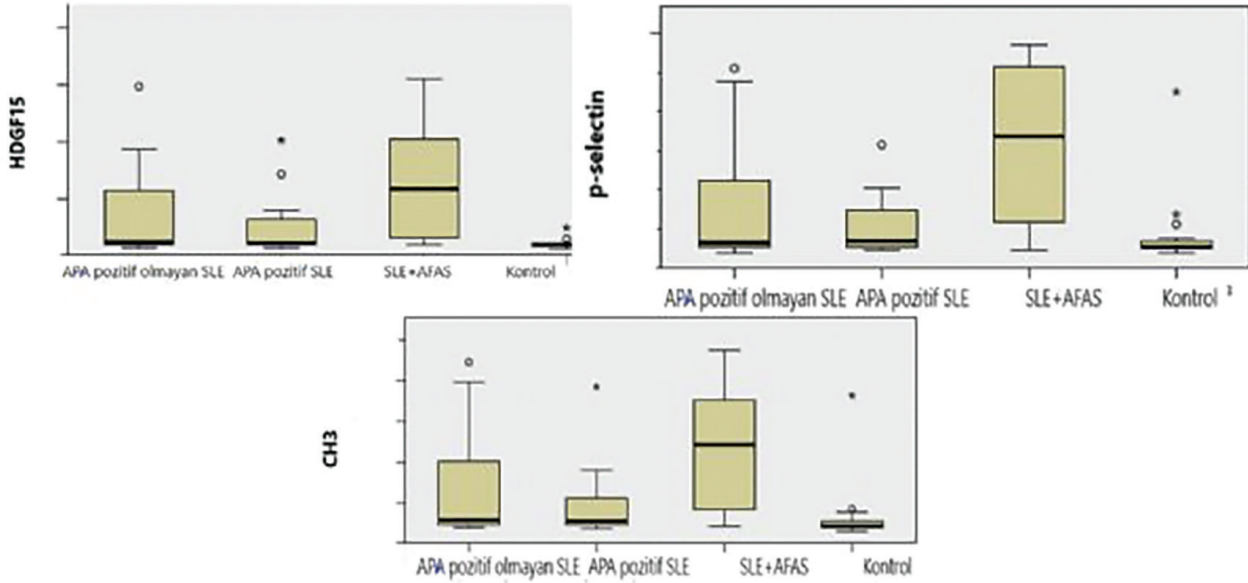 HDGF15
APA pozitif olmayan SLE APA pozitif SLE SLE+AFAS Kontrol
p-selectin
APA pozitif olmayan SLE APA pozitif SLE SLE+AFAS Kontrol 3
CH3
APA pozitif olmayan SLE APA pozitif SLE SLE+AFAS Kontrol